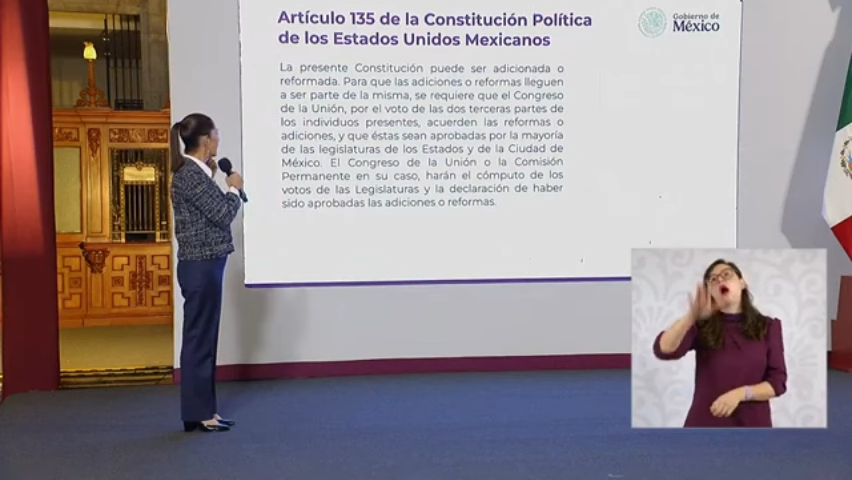 Artículo 135 de la Constitución Política
de los Estados Unidos Mexicanos
Gobierno de
México
La presente Constitución puede ser adicionada o
reformada. Para que las adiciones o reformas lleguen
a ser parte de la misma, se requiere que el Congreso
de la Unión, por el voto de las dos terceras partes de
los individuos presentes, acuerden las reformas o
adiciones, y que éstas sean aprobadas por la mayoría
de las legislaturas de los Estados y de la Ciudad de
México. El Congreso de la Unión o la Comisión
Permanente en su caso, harán el cómputo de los
votos de las Legislaturas y la declaración de haber
sido aprobadas las adiciones o reformas.